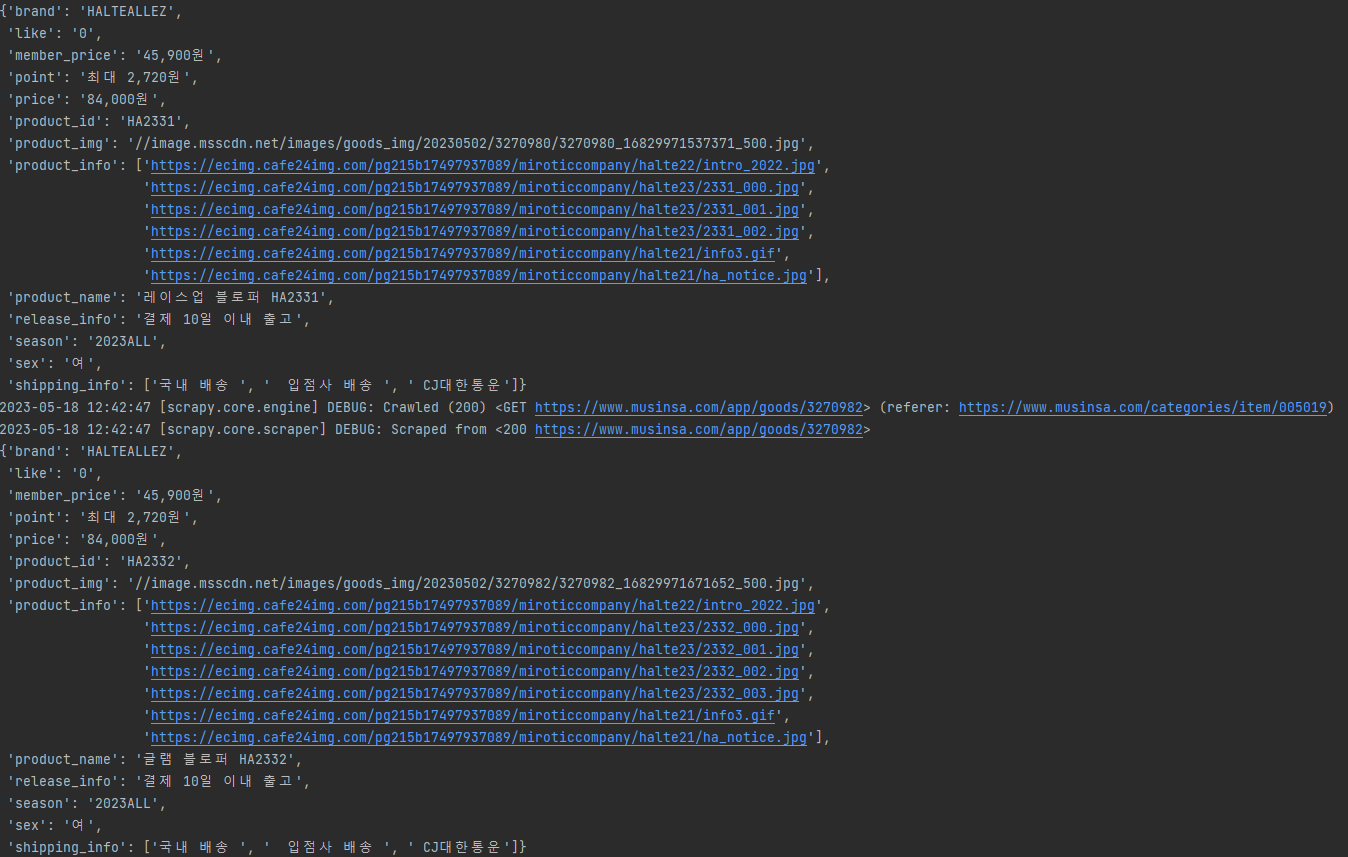 {'brand': 'HALTEALLEZ',
 'like': '0',
 'member_price': '45,900원',
 'point': '최대 2,720원',
 'price': '84,000원',
 'product_id': 'HA2331',
 'product_img': '//image.msscdn.net/images/goods_img/20230502/3270980/3270980_16829971537371_500.jpg',
 'product_info': ['https://ecimg.cafe24img.com/pg215b17497937089/miroticcompany/halte22/intro_2022.jpg',
                  'https://ecimg.cafe24img.com/pg215b17497937089/miroticcompany/halte23/2331_000.jpg',
                  'https://ecimg.cafe24img.com/pg215b17497937089/miroticcompany/halte23/2331_001.jpg',
                  'https://ecimg.cafe24img.com/pg215b17497937089/miroticcompany/halte23/2331_002.jpg',
                  'https://ecimg.cafe24img.com/pg215b17497937089/miroticcompany/halte21/info3.gif',
                  'https://ecimg.cafe24img.com/pg215b17497937089/miroticcompany/halte21/ha_notice.jpg'],
 'product_name': '레이스업 블로퍼 HA2331',
 'release_info': '결제 10일 이내 출고',
 'season': '2023ALL',
 'sex': '여',
 'shipping_info': ['국내 배송 ', '  입점사 배송 ', ' CJ대한통운']}
2023-05-18 12:42:47 [scrapy.core.engine] DEBUG: Crawled (200) <GET https://www.musinsa.com/app/goods/3270982> (referer: https://www.musinsa.com/categories/item/005019)
2023-05-18 12:42:47 [scrapy.core.scraper] DEBUG: Scraped from <200 https://www.musinsa.com/app/goods/3270982>
{'brand': 'HALTEALLEZ',
 'like': '0',
 'member_price': '45,900원',
 'point': '최대 2,720원',
 'price': '84,000원',
 'product_id': 'HA2332',
 'product_img': '//image.msscdn.net/images/goods_img/20230502/3270982/3270982_16829971671652_500.jpg',
 'product_info': ['https://ecimg.cafe24img.com/pg215b17497937089/miroticcompany/halte22/intro_2022.jpg',
                  'https://ecimg.cafe24img.com/pg215b17497937089/miroticcompany/halte23/2332_000.jpg',
                  'https://ecimg.cafe24img.com/pg215b17497937089/miroticcompany/halte23/2332_001.jpg',
                  'https://ecimg.cafe24img.com/pg215b17497937089/miroticcompany/halte23/2332_002.jpg',
                  'https://ecimg.cafe24img.com/pg215b17497937089/miroticcompany/halte23/2332_003.jpg',
                  'https://ecimg.cafe24img.com/pg215b17497937089/miroticcompany/halte21/info3.gif',
                  'https://ecimg.cafe24img.com/pg215b17497937089/miroticcompany/halte21/ha_notice.jpg'],
 'product_name': '글램 블로퍼 HA2332',
 'release_info': '결제 10일 이내 출고',
 'season': '2023ALL',
 'sex': '여',
 'shipping_info': ['국내 배송 ', '  입점사 배송 ', ' CJ대한통운']}